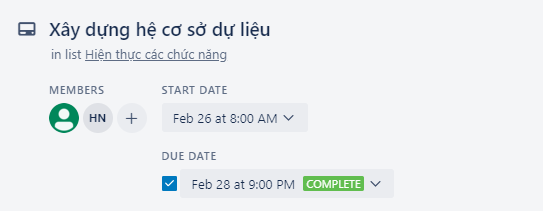 Xây dựng hệ cơ sở dự liệu
in list Hiện thực các chức năng
MEMBERS
HN
START DATE
Feb 26 at 8:00 AM
DUE DATE
Feb 28 at 9:00 PM COMPLETE